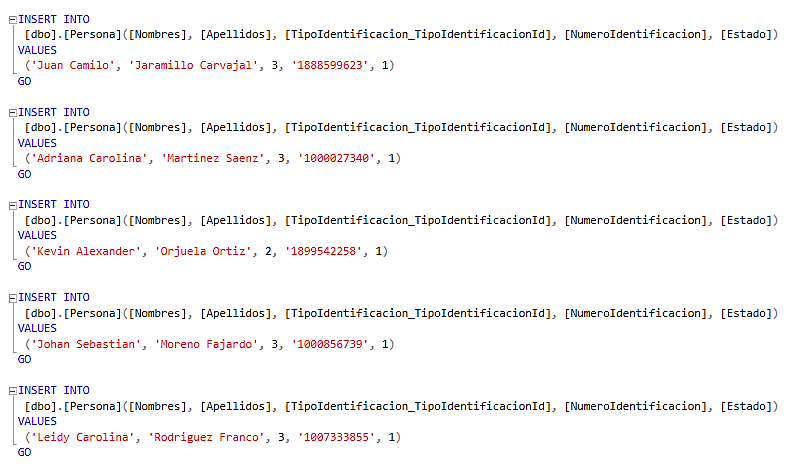 INSERT INTO
[dbo].[Persona]([Nombres], [Apellidos], [TipoIdentificacion_TipoIdentificacionId], [NumeroIdentificacion], [Estado])
VALUES
('Juan Camilo', 'Jaramillo Carvajal', 3, '1888599623', 1)
GO
INSERT INTO
[dbo].[Persona]([Nombres], [Apellidos], [TipoIdentificacion_TipoIdentificacionId], [NumeroIdentificacion], [Estado])
VALUES
('Adriana Carolina', 'Martinez Saenz', 3, '1000027340', 1)
GO
INSERT INTO
[dbo].[Persona]([Nombres], [Apellidos], [TipoIdentificacion_TipoIdentificacionId], [NumeroIdentificacion], [Estado])
VALUES
('Kevin Alexander', 'Orjuela Ortiz', 2, '1899542258', 1)
GO
INSERT INTO
[dbo].[Persona]([Nombres], [Apellidos], [TipoIdentificacion_TipoIdentificacionId], [NumeroIdentificacion], [Estado])
VALUES
('Johan Sebastian', 'Moreno Fajardo', 3, '1000856739', 1)
GO
INSERT INTO
[dbo].[Persona]([Nombres], [Apellidos], [TipoIdentificacion_TipoIdentificacionId], [NumeroIdentificacion], [Estado])
VALUES
('Leidy Carolina', 'Rodriguez Franco', 3, '1007333855', 1)
GO